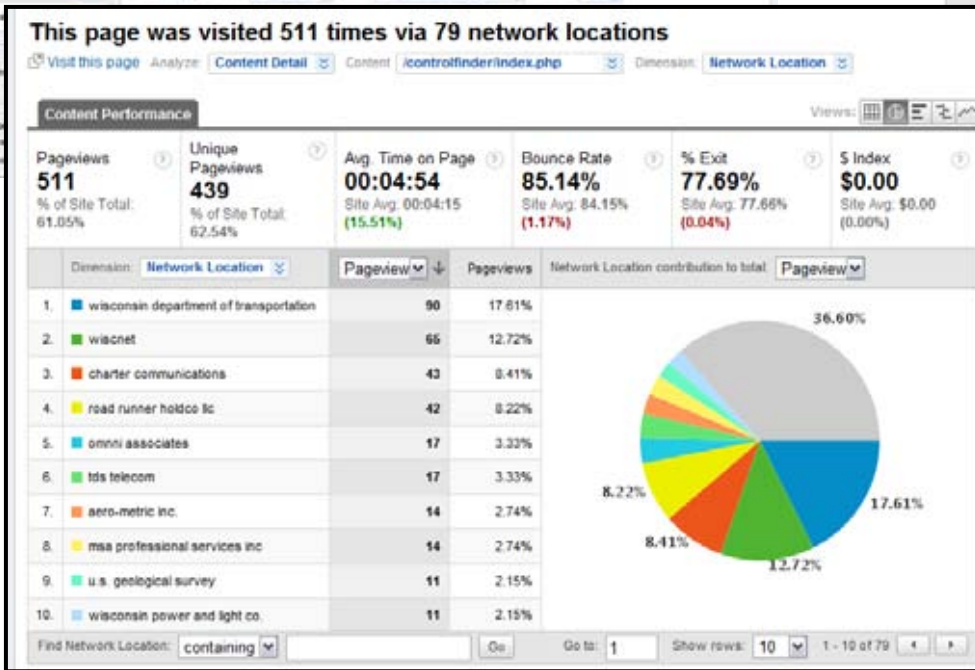 This page was visited 511 times via 79 network locations
Visit this page Analyze: Content Detail Content: /controlfinder/index.php Dimension: Network Location
Content Performance Views:
Pageviews
511
% of Site Total:
61.05%
Unique
Pageviews
439
% of Site Total:
62.54%
Avg. Time on Page
00:04:54
Site Avg: 00:04:15
(15.51%)
Bounce Rate
85.14%
Site Avg: 84.15%
(1.17%)
% Exit
77.69%
Site Avg: 77.66%
(0.04%)
$ Index
$0.00
Site Avg: $0.00
(0.00%)
Dimension: Network Location Pageview Pageviews Network Location contribution to total: Pageview
1. wisconsin department of transportation 90 17.61%
2. wiscnet 65 12.72%
3. charter communications 43 8.41%
4. road runner holdco llc 42 8.22%
5. omnni associates 17 3.33%
6. tds telecom 17 3.33%
7. aero-metric inc. 14 2.74%
8. msa professional services inc 14 2.74%
9. u.s. geological survey 11 2.15%
10. wisconsin power and light co. 11 2.15%
36.60%
17.61%
12.72%
8.41%
8.22%
Find Network Location: containing Go Go to: 1 Show rows: 10 1 - 10 of 79